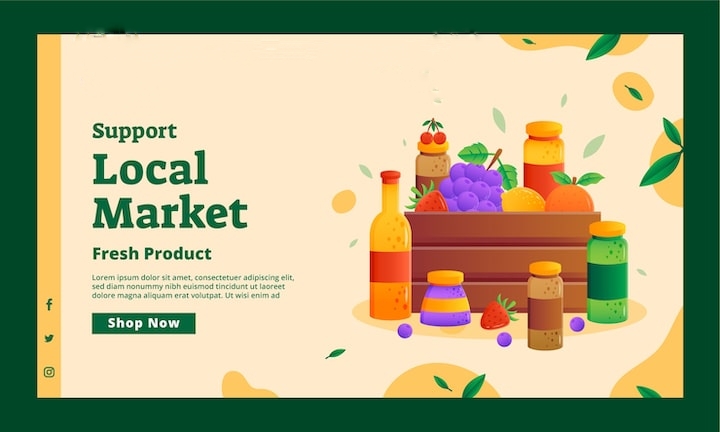 Support
Local
Market
Fresh Product
Lorem ipsum dolor sit amet, consectetuer adipiscing
elit, sed diam nonummy nibh euismod tincidunt ut
laoreet dolore magna aliquam erat volutpat. Ut wisi enim ad
Shop Now